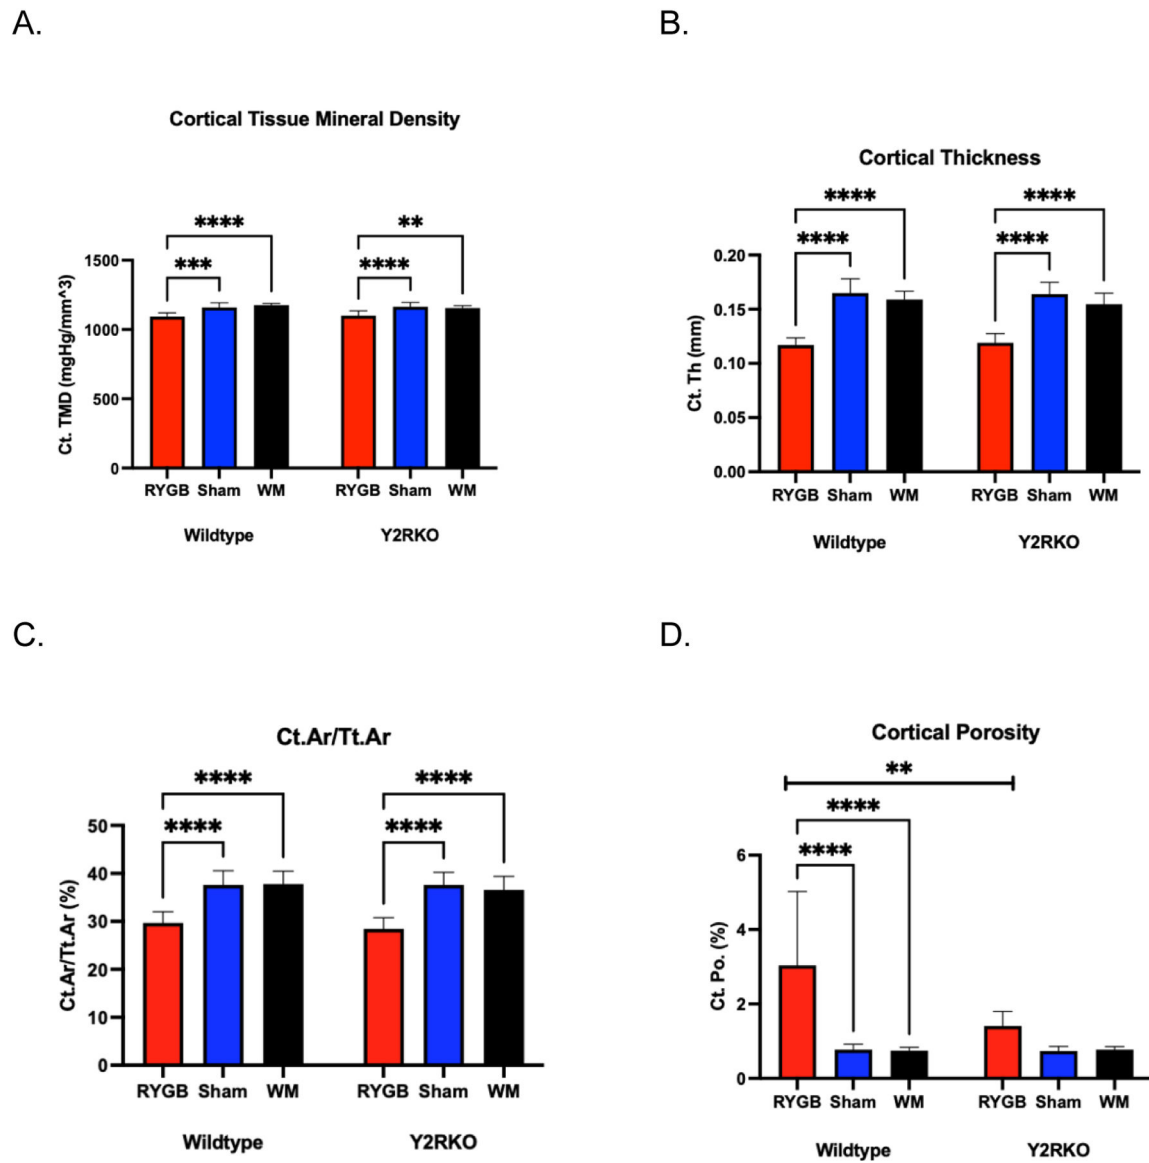 A.
Cortical Tissue Mineral Density
**** **
*** ****
1500
1000
500
0
Ct. TMD (mgHg/mm^3)
RYGB Sham WM RYGB Sham WM
Wildtype Y2RKO
B.
Cortical Thickness
**** ****
**** ****
0.20
0.15
0.10
0.05
0.00
Ct. Th (mm)
RYGB Sham WM RYGB Sham WM
Wildtype Y2RKO
C.
Ct.Ar/Tt.Ar
**** ****
**** ****
50
40
30
20
10
0
Ct.Ar/Tt.Ar (%)
RYGB Sham WM RYGB Sham WM
Wildtype Y2RKO
D.
Cortical Porosity
**
****
****
6
4
2
0
Ct. Po. (%)
RYGB Sham WM RYGB Sham WM
Wildtype Y2RKO